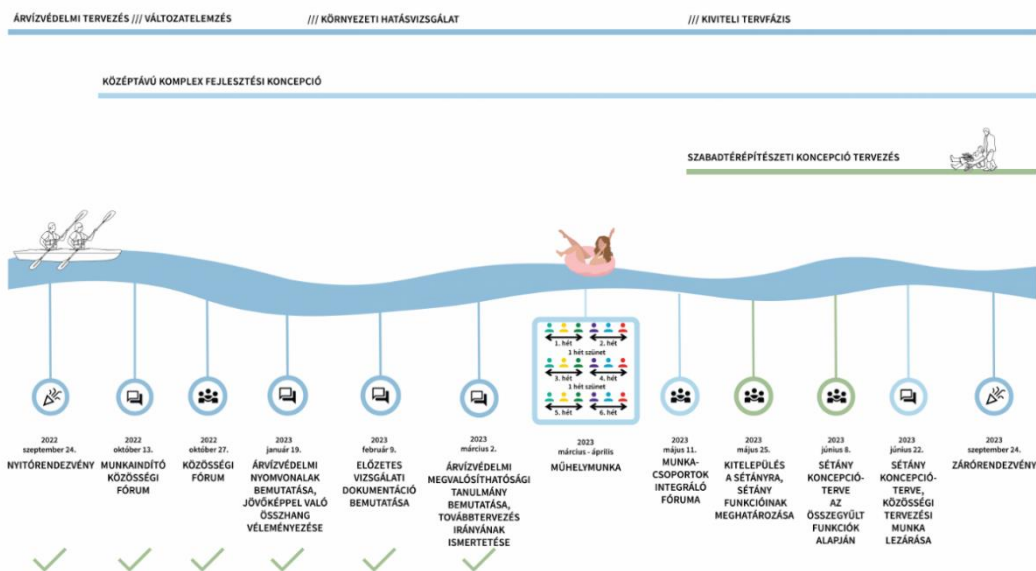 ÁRVÍZVÉDELMI TERVEZÉS /// VÁLTOZATELEMZÉS
/// KÖRNYEZETI HATÁSVIZSGÁLAT
/// KIVITELI TERVFÁZIS
KÖZÉPTÁVÚ KOMPLEX FEJLESZTÉSI KONCEPCIÓ
SZABADTÉRÉPÍTÉSZETI KONCEPCIÓ TERVEZÉS
1. hét
2. hét
1 hét szünet
3. hét
4. hét
1 hét szünet
5. hét
6. hét
2022
szeptember 24.
NYITÓRENDEZVÉNY
2022
október 13.
MUNKAINDÍTÓ
KÖZÖSSÉGI
FÓRUM
2022
október 27.
KÖZÖSSÉGI
FÓRUM
2023
január 19.
ÁRVÍZVÉDELMI
NYOMVONALAK
BEMUTATÁSA,
JÖVŐKÉPPEL VALÓ
ÖSSZHANG
VÉLEMÉNYEZÉSE
2023
február 9.
ELŐZETES
VIZSGÁLATI
DOKUMENTÁCIÓ
BEMUTATÁSA
2023
március 2.
ÁRVÍZVÉDELMI
MEGVALÓSÍTHATÓSÁGI
TANULMÁNY
BEMUTATÁSA,
TOVÁBBTERVEZÉS
IRÁNYÁNAK
ISMERTETÉSE
2023
március - április
MŰHELYMUNKA
2023
május 11.
MUNKA-
CSOPORTOK
INTEGRÁLÓ
FÓRUMA
2023
május 25.
KITELEPÜLÉS
A SÉTÁNYRA,
SÉTÁNY
FUNKCIÓINAK
MEGHATÁROZÁSA
2023
június 8.
SÉTÁNY
KONCEPCIÓ-
TERVE
AZ
ÖSSZEGYŰLT
FUNKCIÓK
ALAPJÁN
2023
június 22.
SÉTÁNY
KONCEPCIÓ-
TERVE,
KÖZÖSSÉGI
TERVEZÉSI
MUNKA
LEZÁRÁSA
2023
szeptember 24.
ZÁRÓRENDEZVÉNY